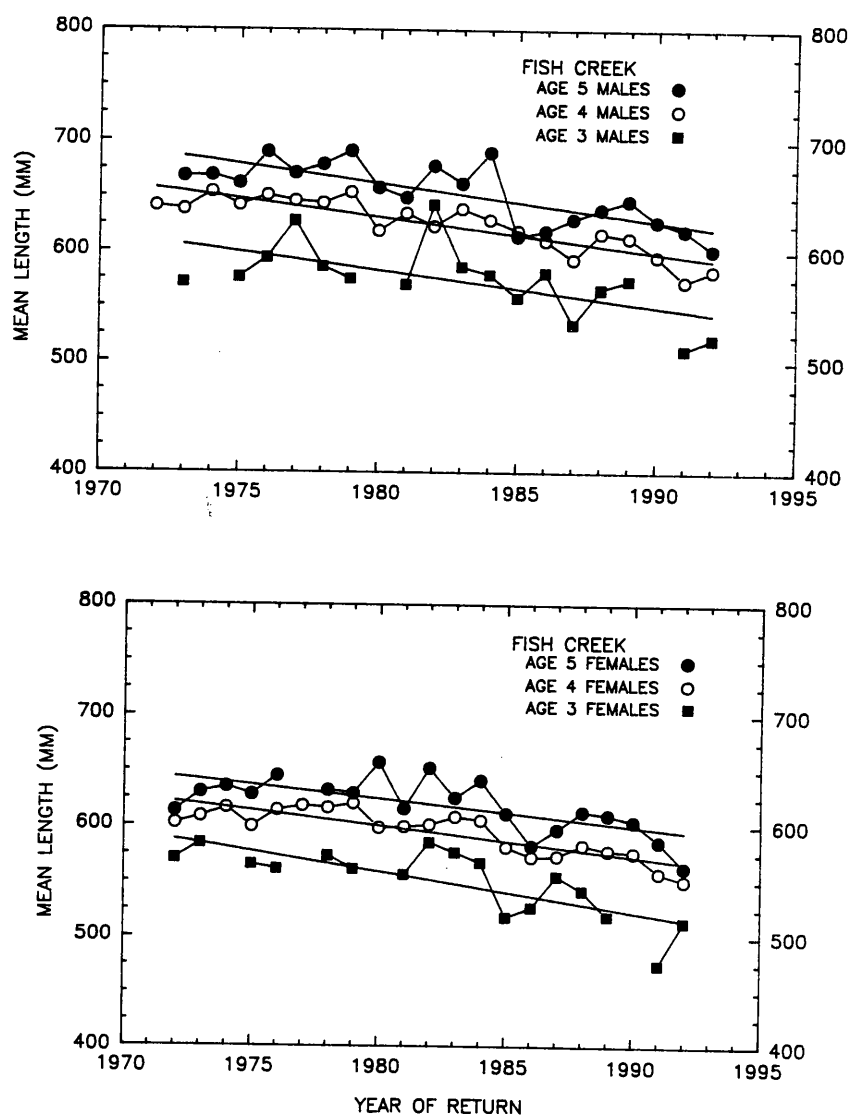 800
800
FISH CREEK
AGE 5 MALES
AGE 4 MALES
AGE 3 MALES
700
700
MEAN LENGTH (MM)
600
600
500
500
400
400
1970
1975
1980
1985
1990
1995
800
800
FISH CREEK
AGE 5 FEMALES
AGE 4 FEMALES
AGE 3 FEMALES
700
700
MEAN LENGTH (MM)
600
600
500
500
400
400
1970
1975
1980
1985
1990
1995
YEAR OF RETURN